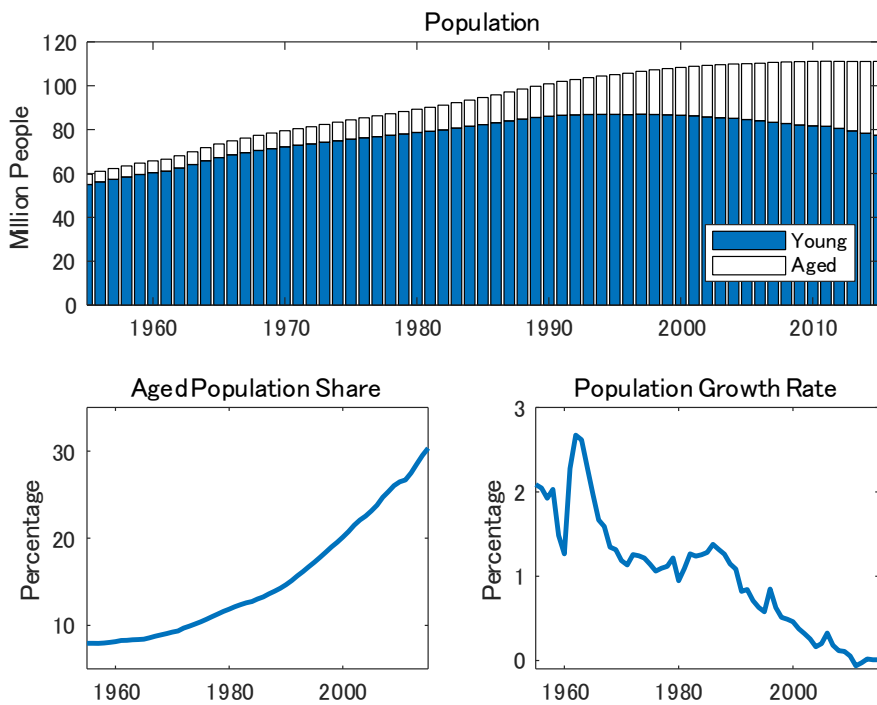 Population
120
100
80
60
40
20
0
Million People
Young
Aged
1960 1970 1980 1990 2000 2010
Aged Population Share
30
20
10
Percentage
1960 1980 2000
Population Growth Rate
3
2
1
0
Percentage
1960 1980 2000